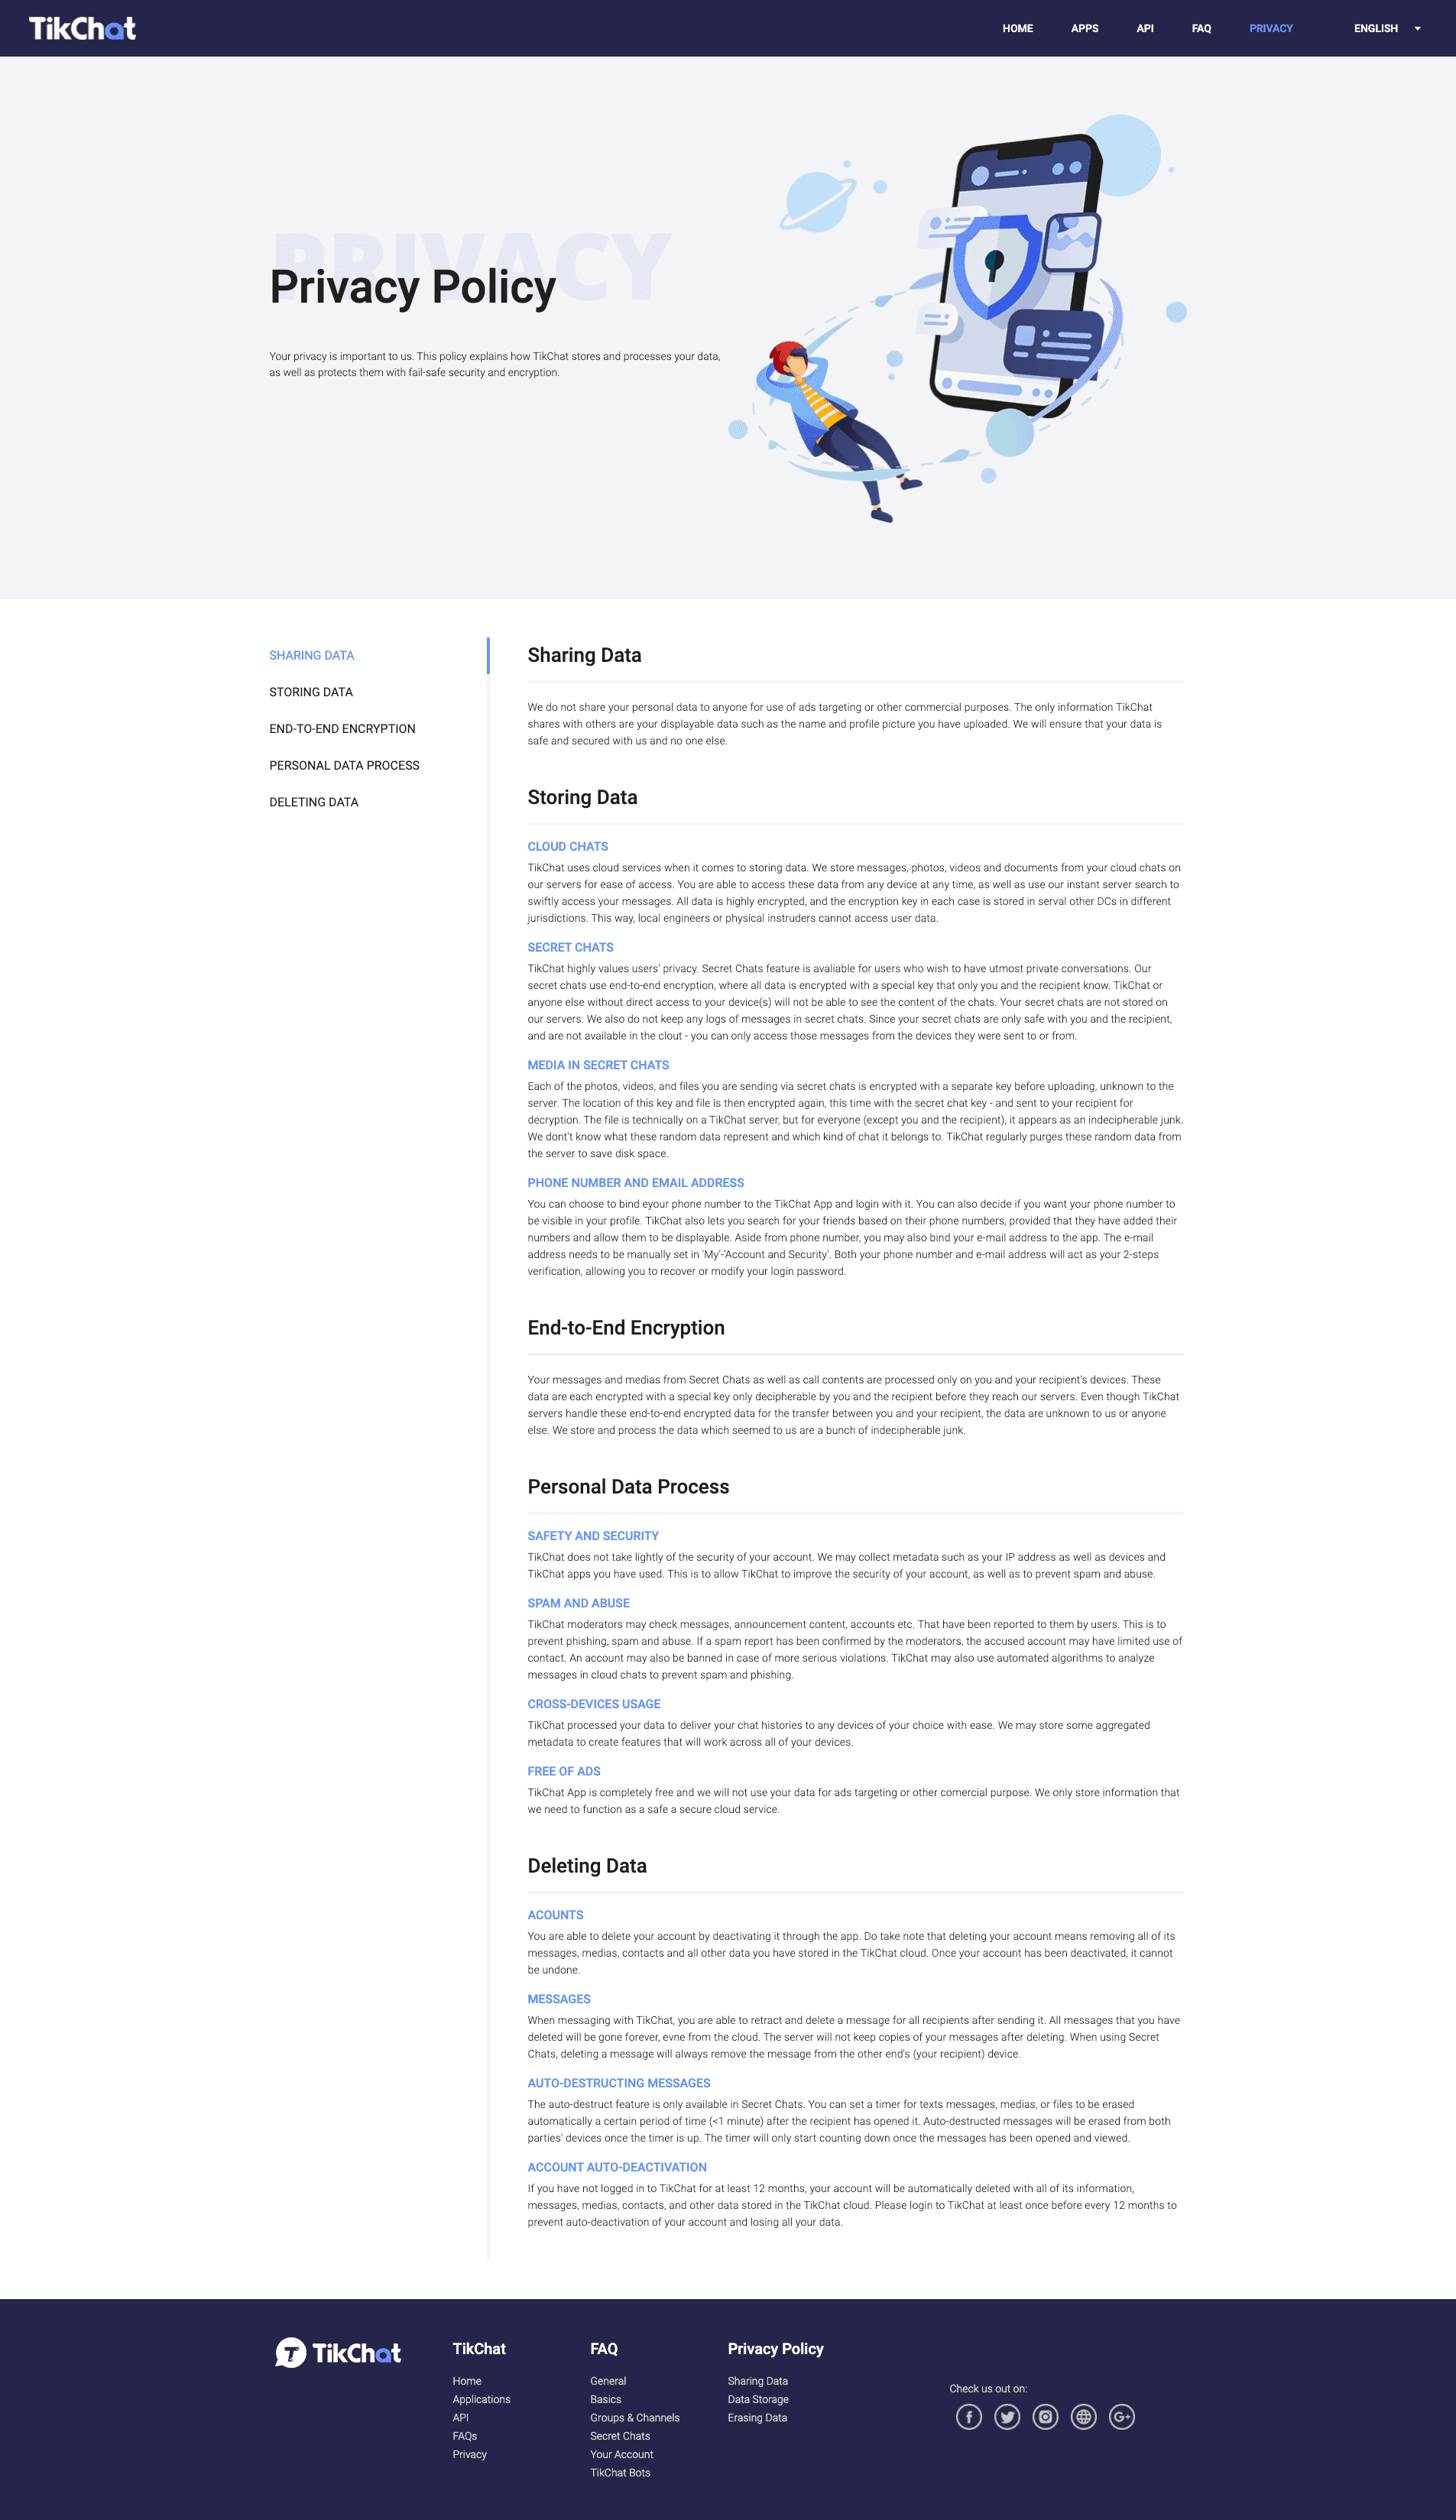 TikChat
HOME
APPS
API
FAQ
PRIVACY
ENGLISH
PRIVACY
Privacy Policy
Your privacy is important to us. This policy explains how TikChat stores and processes your data,
as well as protects them with fail-safe security and encryption.
SHARING DATA
STORING DATA
END-TO-END ENCRYPTION
PERSONAL DATA PROCESS
DELETING DATA
Sharing Data
We do not share your personal data to anyone for use of ads targeting or other commercial purposes. The only information TikChat
shares with others are your displayable data such as the name and profile picture you have uploaded. We will ensure that your data is
safe and secured with us and no one else.
Storing Data
CLOUD CHATS
TikChat uses cloud services when it comes to storing data. We store messages, photos, videos and documents from your cloud chats on
our servers for ease of access. You are able to access these data from any device at any time, as well as use our instant server search to
swiftly access your messages. All data is highly encrypted, and the encryption key in each case is stored in serval other DCs in different
jurisdictions. This way, local engineers or physical instruders cannot access user data.
SECRET CHATS
TikChat highly values users' privacy. Secret Chats feature is avaliable for users who wish to have utmost private conversations. Our
secret chats use end-to-end encryption, where all data is encrypted with a special key that only you and the recipient know. TikChat or
anyone else without direct access to your device(s) will not be able to see the content of the chats. Your secret chats are not stored on
our servers. We also do not keep any logs of messages in secret chats. Since your secret chats are only safe with you and the recipient,
and are not available in the clout - you can only access those messages from the devices they were sent to or from.
MEDIA IN SECRET CHATS
Each of the photos, videos, and files you are sending via secret chats is encrypted with a separate key before uploading, unknown to the
server. The location of this key and file is then encrypted again, this time with the secret chat key - and sent to your recipient for
decryption. The file is technically on a TikChat server, but for everyone (except you and the recipient), it appears as an indecipherable junk.
We dont't know what these random data represent and which kind of chat it belongs to. TikChat regularly purges these random data from
the server to save disk space.
PHONE NUMBER AND EMAIL ADDRESS
You can choose to bind eyour phone number to the TikChat App and login with it. You can also decide if you want your phone number to
be visible in your profile. TikChat also lets you search for your friends based on their phone numbers, provided that they have added their
numbers and allow them to be displayable. Aside from phone number, you may also bind your e-mail address to the app. The e-mail
address needs to be manually set in 'My'-'Account and Security'. Both your phone number and e-mail address will act as your 2-steps
verification, allowing you to recover or modify your login password.
End-to-End Encryption
Your messages and medias from Secret Chats as well as call contents are processed only on you and your recipient's devices. These
data are each encrypted with a special key only decipherable by you and the recipient before they reach our servers. Even though TikChat
servers handle these end-to-end encrypted data for the transfer between you and your recipient, the data are unknown to us or anyone
else. We store and process the data which seemed to us are a bunch of indecipherable junk.
Personal Data Process
SAFETY AND SECURITY
TikChat does not take lightly of the security of your account. We may collect metadata such as your IP address as well as devices and
TikChat apps you have used. This is to allow TikChat to improve the security of your account, as well as to prevent spam and abuse.
SPAM AND ABUSE
TikChat moderators may check messages, announcement content, accounts etc. That have been reported to them by users. This is to
prevent phishing, spam and abuse. If a spam report has been confirmed by the moderators, the accused account may have limited use of
contact. An account may also be banned in case of more serious violations. TikChat may also use automated algorithms to analyze
messages in cloud chats to prevent spam and phishing.
CROSS-DEVICES USAGE
TikChat processed your data to deliver your chat histories to any devices of your choice with ease. We may store some aggregated
metadata to create features that will work across all of your devices.
FREE OF ADS
TikChat App is completely free and we will not use your data for ads targeting or other comercial purpose. We only store information that
we need to function as a safe a secure cloud service.
Deleting Data
ACOUNTS
You are able to delete your account by deactivating it through the app. Do take note that deleting your account means removing all of its
messages, medias, contacts and all other data you have stored in the TikChat cloud. Once your account has been deactivated, it cannot
be undone.
MESSAGES
When messaging with TikChat, you are able to retract and delete a message for all recipients after sending it. All messages that you have
deleted will be gone forever, evne from the cloud. The server will not keep copies of your messages after deleting. When using Secret
Chats, deleting a message will always remove the message from the other end's (your recipient) device.
AUTO-DESTRUCTING MESSAGES
The auto-destruct feature is only available in Secret Chats. You can set a timer for texts messages, medias, or files to be erased
automatically a certain period of time (<1 minute) after the recipient has opened it. Auto-destructed messages will be erased from both
parties' devices once the timer is up. The timer will only start counting down once the messages has been opened and viewed.
ACCOUNT AUTO-DEACTIVATION
If you have not logged in to TikChat for at least 12 months, your account will be automatically deleted with all of its information,
messages, medias, contacts, and other data stored in the TikChat cloud. Please login to TikChat at least once before every 12 months to
prevent auto-deactivation of your account and losing all your data.
TikChat
TikChat
Home
Applications
API
FAQs
Privacy
FAQ
General
Basics
Groups & Channels
Secret Chats
Your Account
TikChat Bots
Privacy Policy
Sharing Data
Data Storage
Erasing Data
Check us out on: